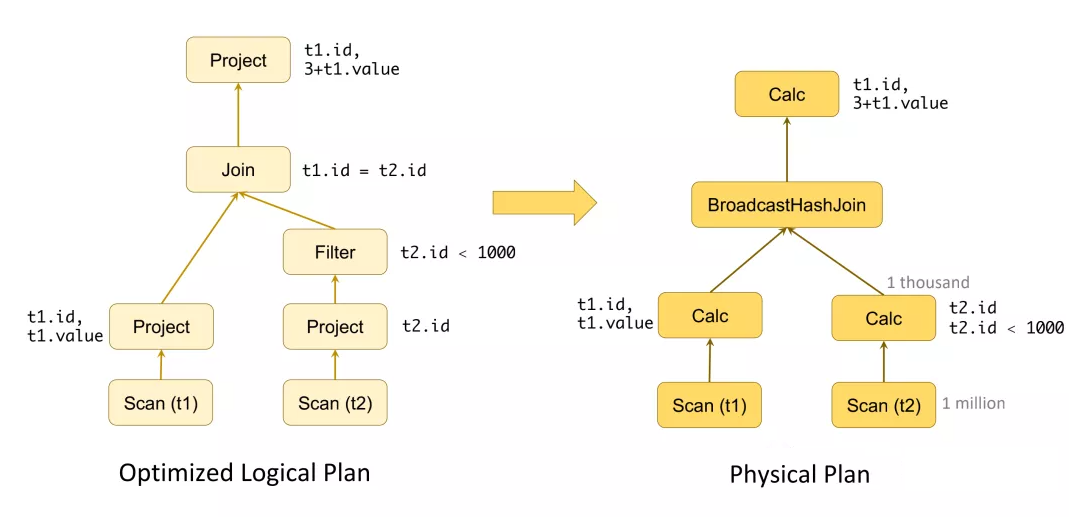 Project
t1.id,
3+t1.value
Join
t1.id = t2.id
Filter
t2.id < 1000
t1.id,
t1.value
Project
Project
t2.id
Scan (t1)
Scan (t2)
Optimized Logical Plan
Calc
t1.id,
3+t1.value
BroadcastHashJoin
1 thousand
t1.id,
t1.value
Calc
Calc
t2.id
t2.id < 1000
Scan (t1)
Scan (t2)
1 million
Physical Plan